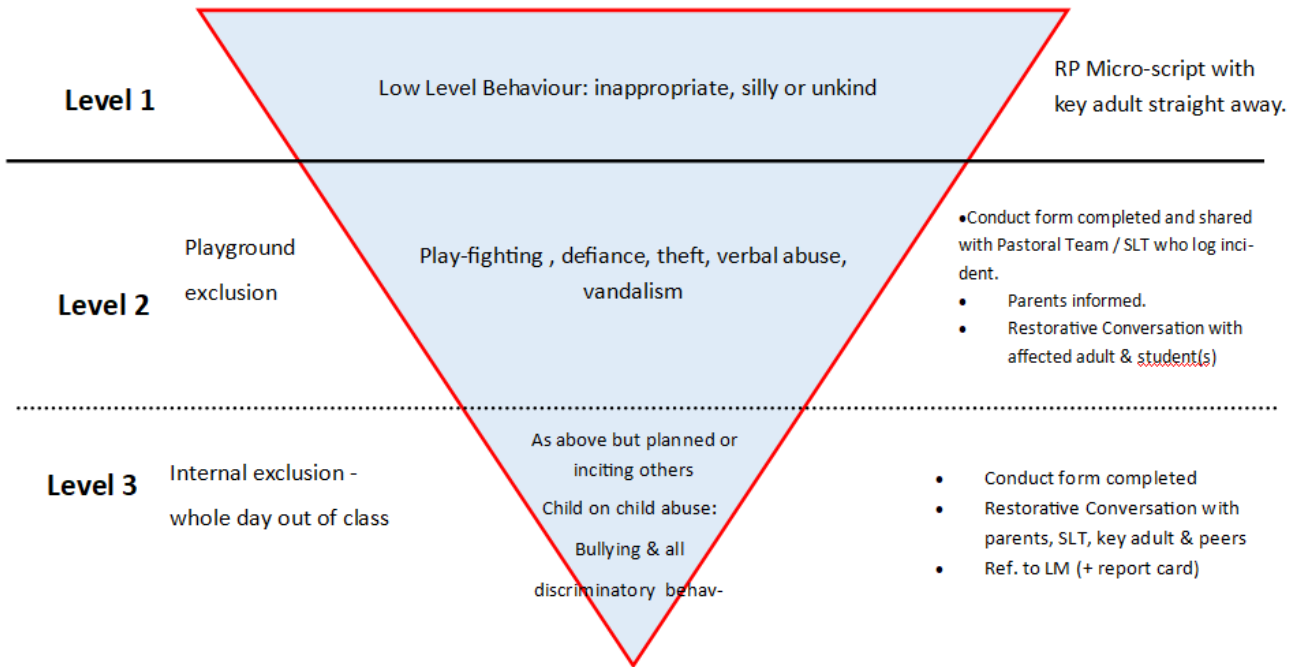 Level 1
Low Level Behaviour: inappropriate, silly or unkind
RP Micro-script with
key adult straight away.
Level 2
Playground
exclusion
Play-fighting , defiance, theft, verbal abuse,
vandalism
•Conduct form completed and shared
with Pastoral Team / SLT who log inci-
dent.
• Parents informed.
• Restorative Conversation with
affected adult & student(s)
Level 3
Internal exclusion -
whole day out of class
As above but planned or
inciting others
Child on child abuse:
Bullying & all
discriminatory behav-
• Conduct form completed
• Restorative Conversation with
parents, SLT, key adult & peers
• Ref. to LM (+ report card)